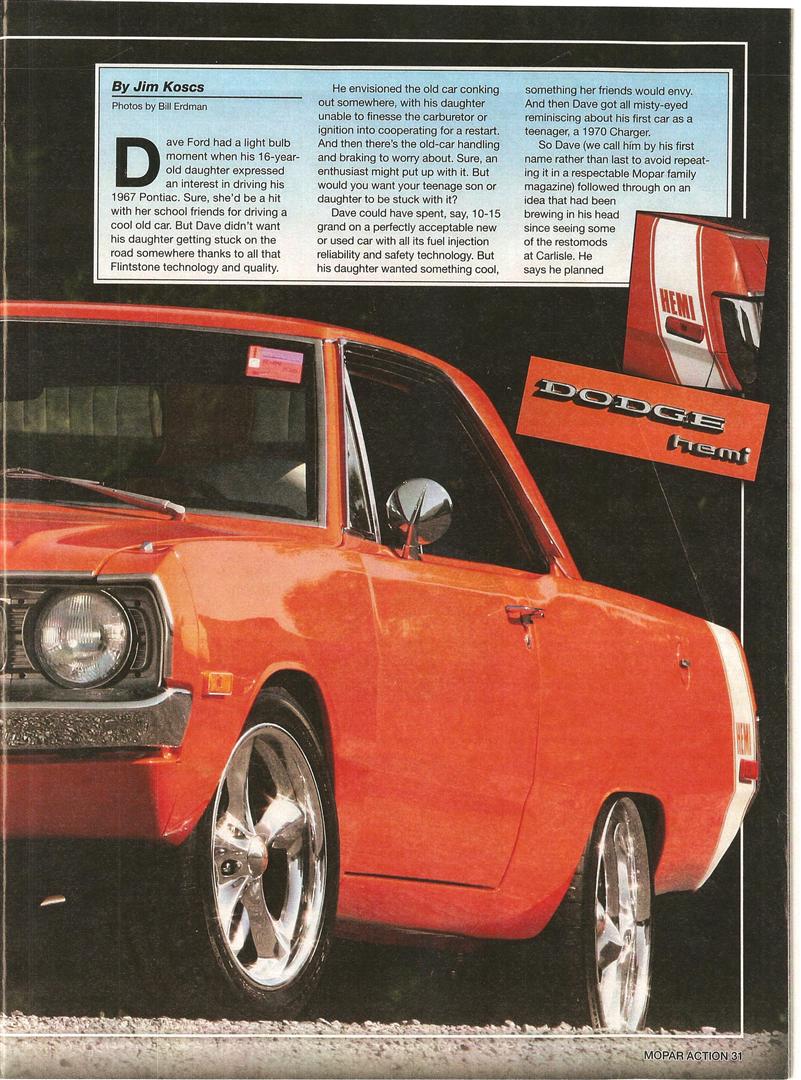 By Jim Koscs
Photos by Bill Erdman
Dave Ford had a light bulb
moment when his 16-year-
old daughter expressed
an interest in driving his
1967 Pontiac. Sure, she'd be a hit
with her school friends for driving a
cool old car. But Dave didn't want
his daughter getting stuck on the
road somewhere thanks to all that
Flintstone technology and quality.
He envisioned the old car conking
out somewhere, with his daughter
unable to finesse the carburetor or
ignition into cooperating for a restart.
And then there's the old-car handling
and braking to worry about. Sure, an
enthusiast might put up with it. But
would you want your teenage son or
daughter to be stuck with it?
Dave could have spent, say, 10-15
grand on a perfectly acceptable new
or used car with all its fuel injection
reliability and safety technology. But
his daughter wanted something cool,
something her friends would envy.
And then Dave got all misty-eyed
reminiscing about his first car as a
teenager, a 1970 Charger.
So Dave (we call him by his first
name rather than last to avoid repeat-
ing it in a respectable Mopar family
magazine) followed through on an
idea that had been
brewing in his head
since seeing some
of the restomods
at Carlisle. He
says he planned
HEMI
DODGE
hemi
HEMI
MOPAR ACTION 31